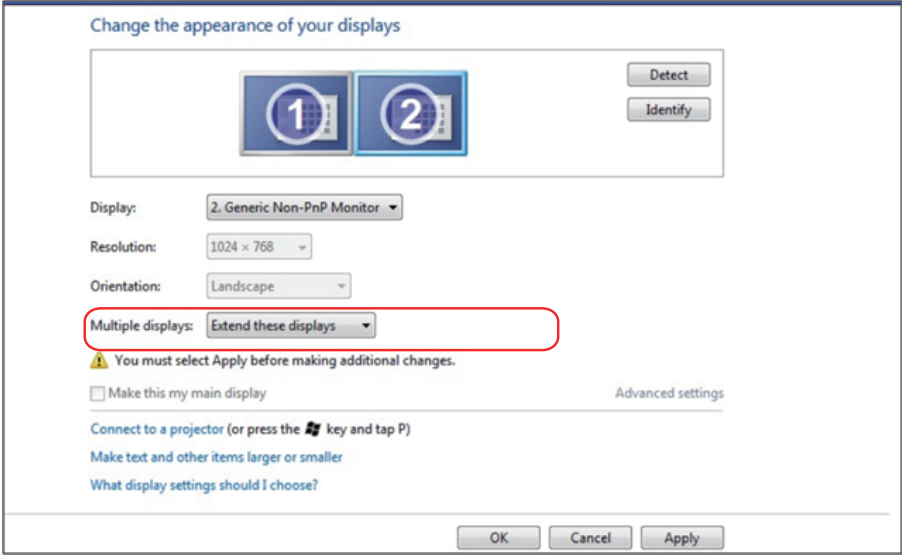 Change the appearance of your displays
1
2
Detect
Identify
Display:
2. Generic Non-PnP Monitor
Resolution:
1024 × 768
Orientation:
Landscape
Multiple displays:
Extend these displays
You must select Apply before making additional changes.
Make this my main display
Advanced settings
Connect to a projector (or press the key and tap P)
Make text and other items larger or smaller
What display settings should I choose?
OK
Cancel
Apply